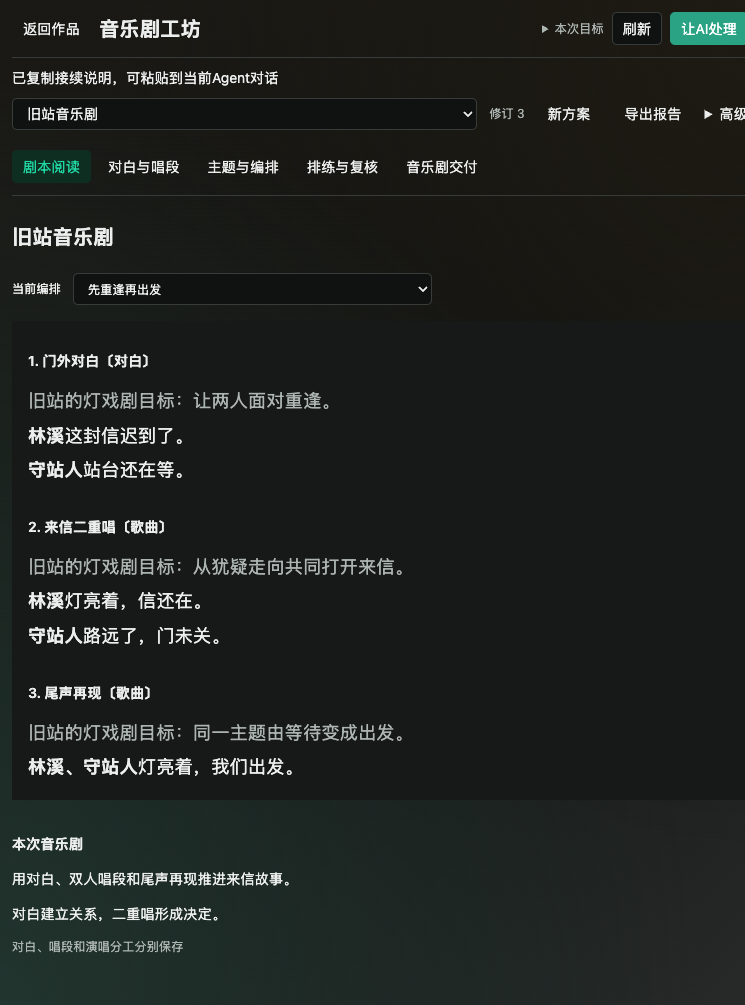 返回作品 音乐剧工坊 ▶ 本次目标 刷新 让AI处理
已复制接续说明，可粘贴到当前Agent对话
旧站音乐剧 修订 3 新方案 导出报告 ▶ 高级
剧本阅读 对白与唱段 主题与编排 排练与复核 音乐剧交付
旧站音乐剧
当前编排 先重逢再出发
1. 门外对白〔对白〕
旧站的灯戏剧目标：让两人面对重逢。
林溪这封信迟到了。
守站人站台还在等。
2. 来信二重唱〔歌曲〕
旧站的灯戏剧目标：从犹疑走向共同打开来信。
林溪灯亮着，信还在。
守站人路远了，门未关。
3. 尾声再现〔歌曲〕
旧站的灯戏剧目标：同一主题由等待变成出发。
林溪、守站人灯亮着，我们出发。
本次音乐剧
用对白、双人唱段和尾声再现推进来信故事。
对白建立关系，二重唱形成决定。
对白、唱段和演唱分工分别保存